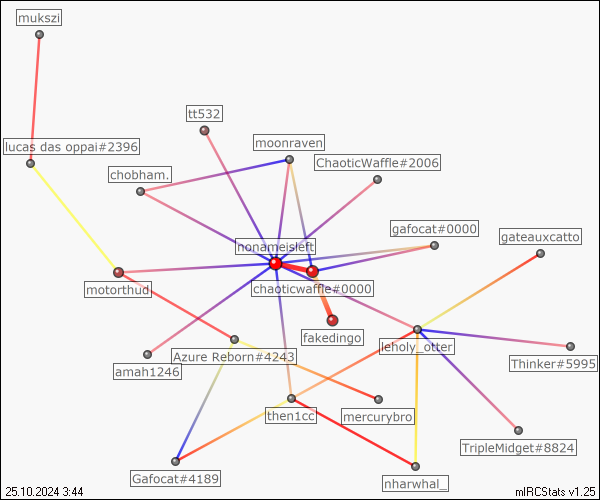 mukszi
tt532
lucas das oppai#2396
moonraven
ChaoticWaffle#2006
chobham.
gafocat#0000
gateauxcatto
nonameisleft
motorthud
chaoticwaffle#0000
fakedingo
leholy_otter
Azure Reborn#4243
amah1246
Thinker#5995
then1cc
mercurybro
TripleMidget#8824
Gafocat#4189
nharwhal_
25.10.2024 3:44
mIRCStats v1.25